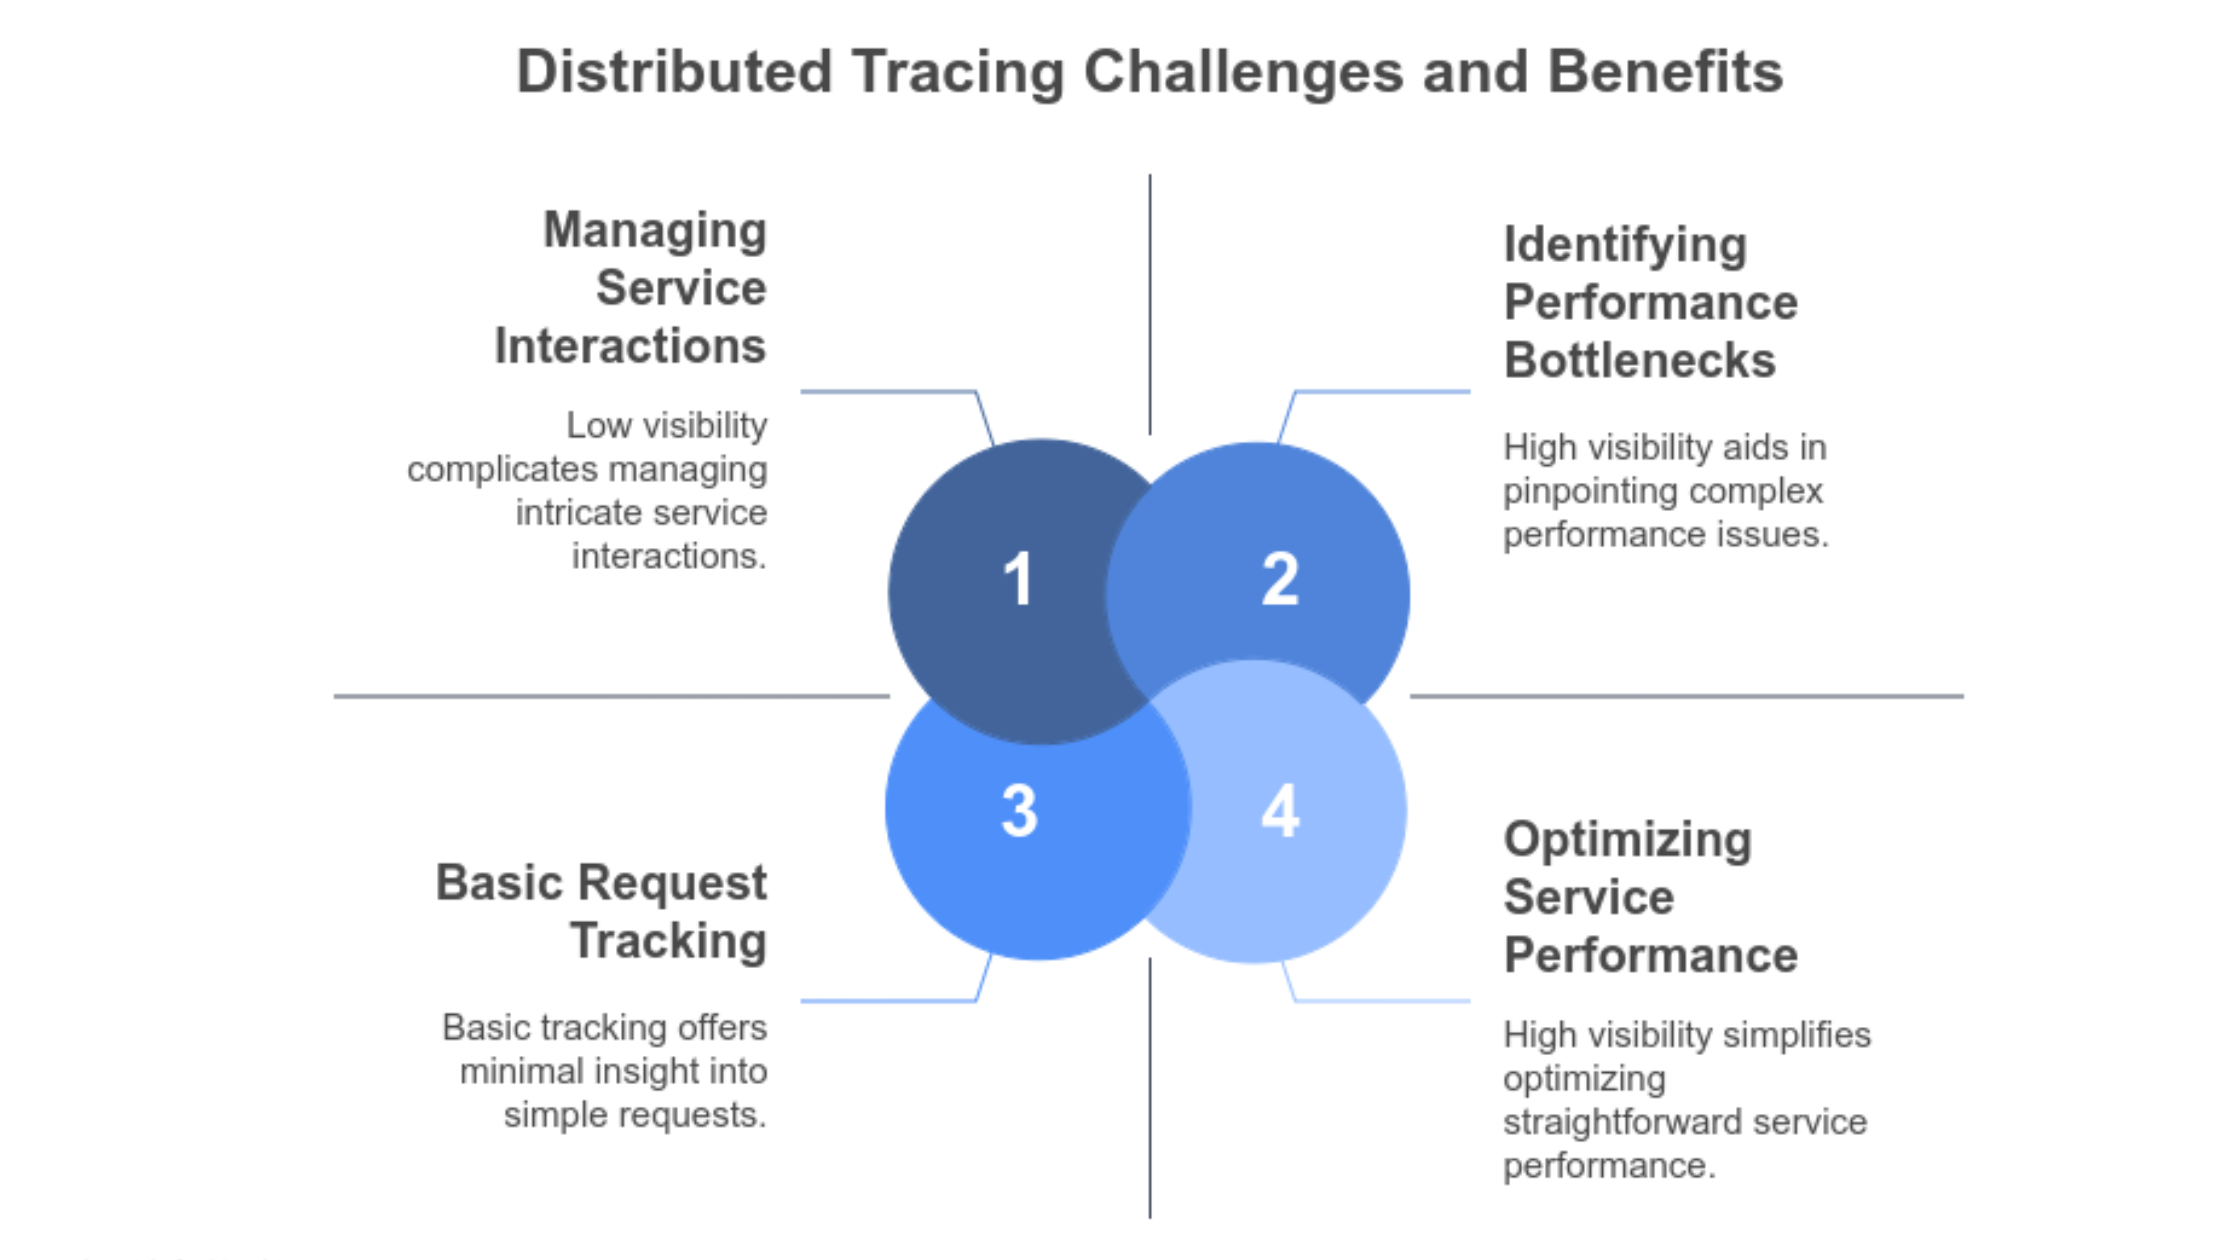 Distributed Tracing Challenges and Benefits
Managing
Service
Interactions
Low visibility
complicates managing
intricate service
interactions.
Identifying
Performance
Bottlenecks
High visibility aids in
pinpointing complex
performance issues.
1
2
3
4
Basic Request
Tracking
Basic tracking offers
minimal insight into
simple requests.
Optimizing
Service
Performance
High visibility simplifies
optimizing
straightforward service
performance.